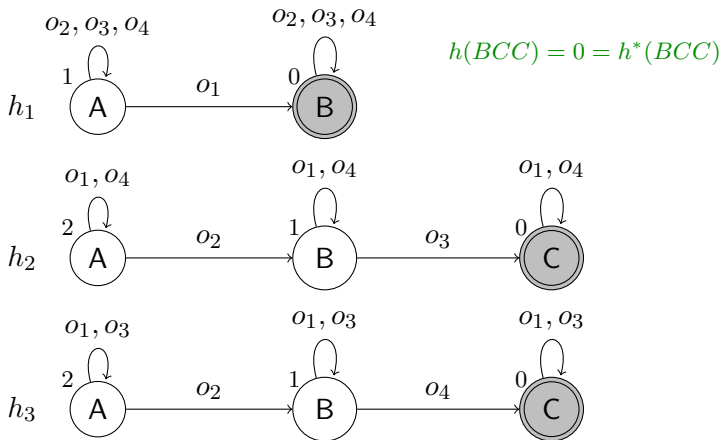 o₂, o₃, o₄ o₂, o₃, o₄
h(BCC) = 0 = h*(BCC)
1 0
h₁ A o₁ B
o₁, o₄ o₁, o₄ o₁, o₄
2 1 0
h₂ A o₂ B o₃ C
o₁, o₃ o₁, o₃ o₁, o₃
2 1 0
h₃ A o₂ B o₄ C